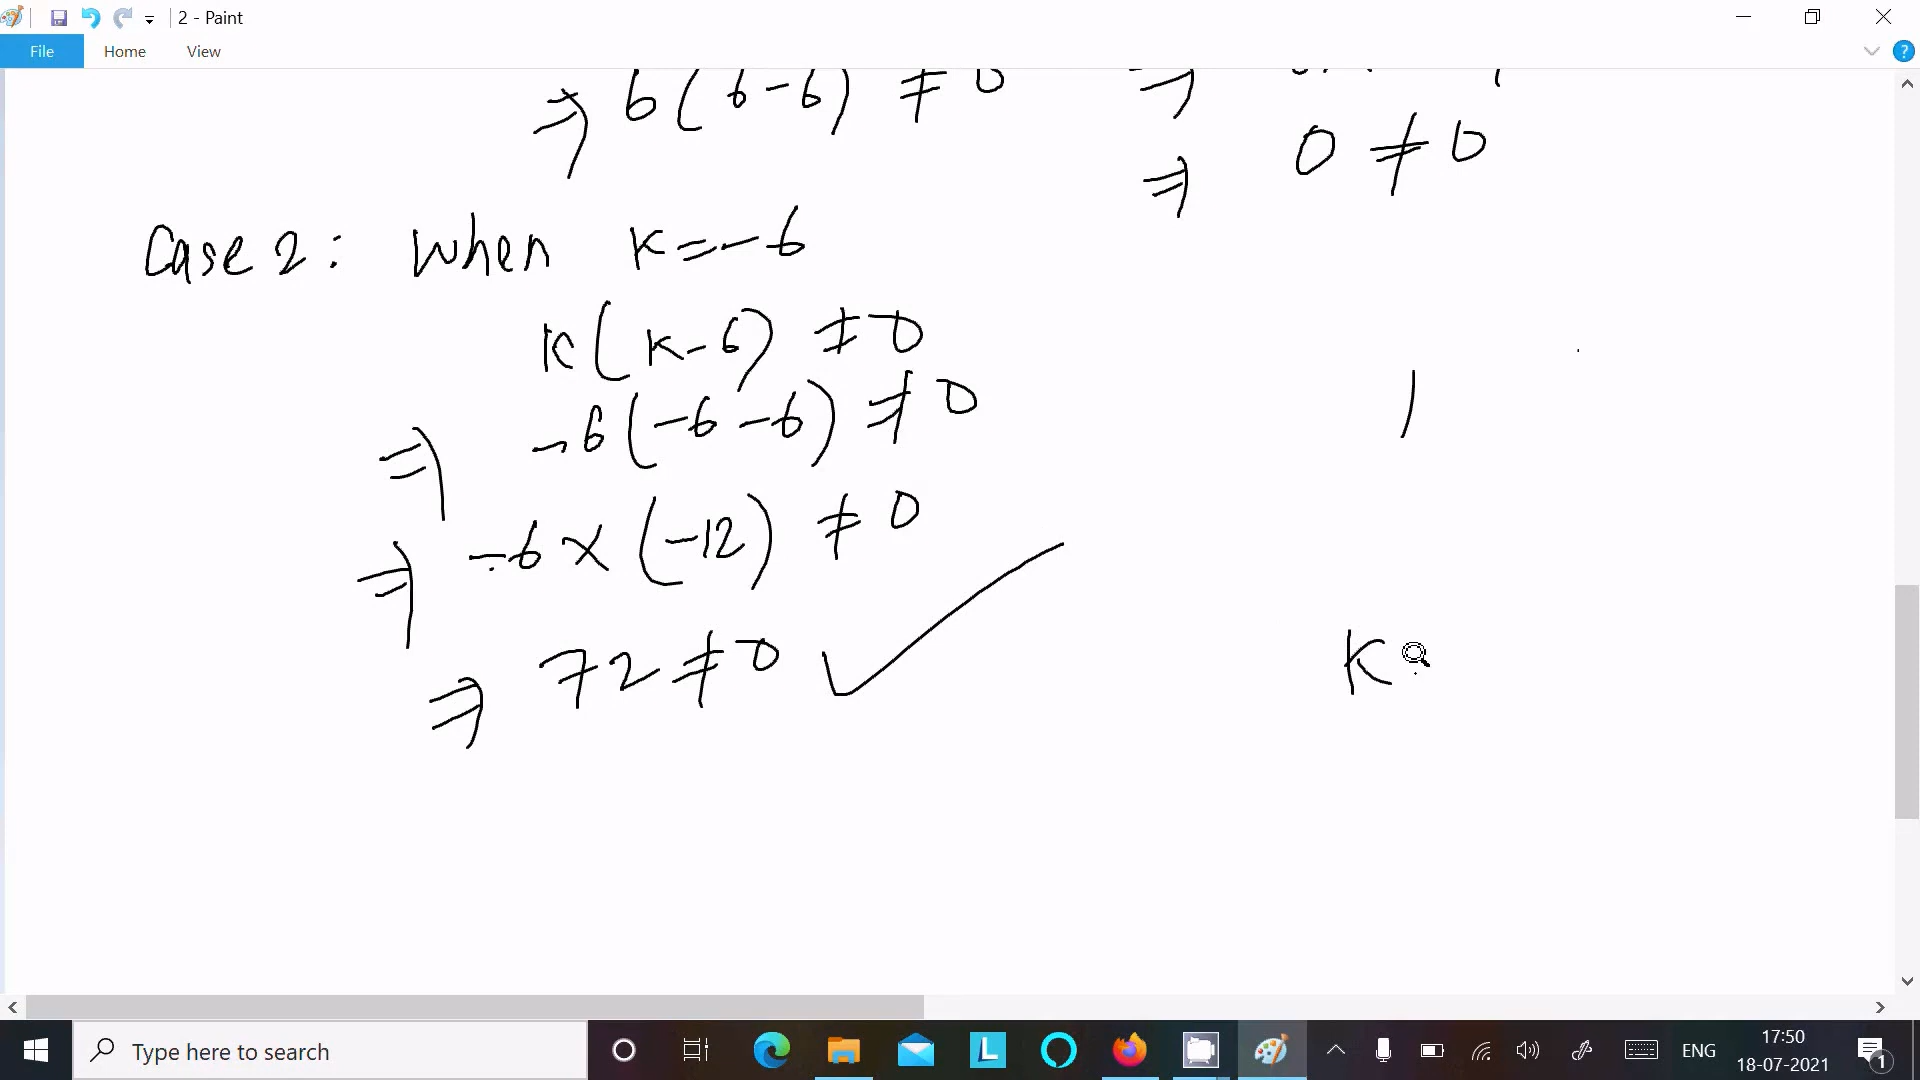 2 - Paint
File Home View
⇒ 6(6-6) ≠ 0 ⇒
⇒ 0 ≠ 0
Case 2: When K=-6
K(K-6) ≠ 0
⇒ -6(-6-6) ≠ 0
⇒ -6×(-12) ≠ 0
⇒ 72≠0 ✓
K
Type here to search
ENG
17:50
18-07-2021
1